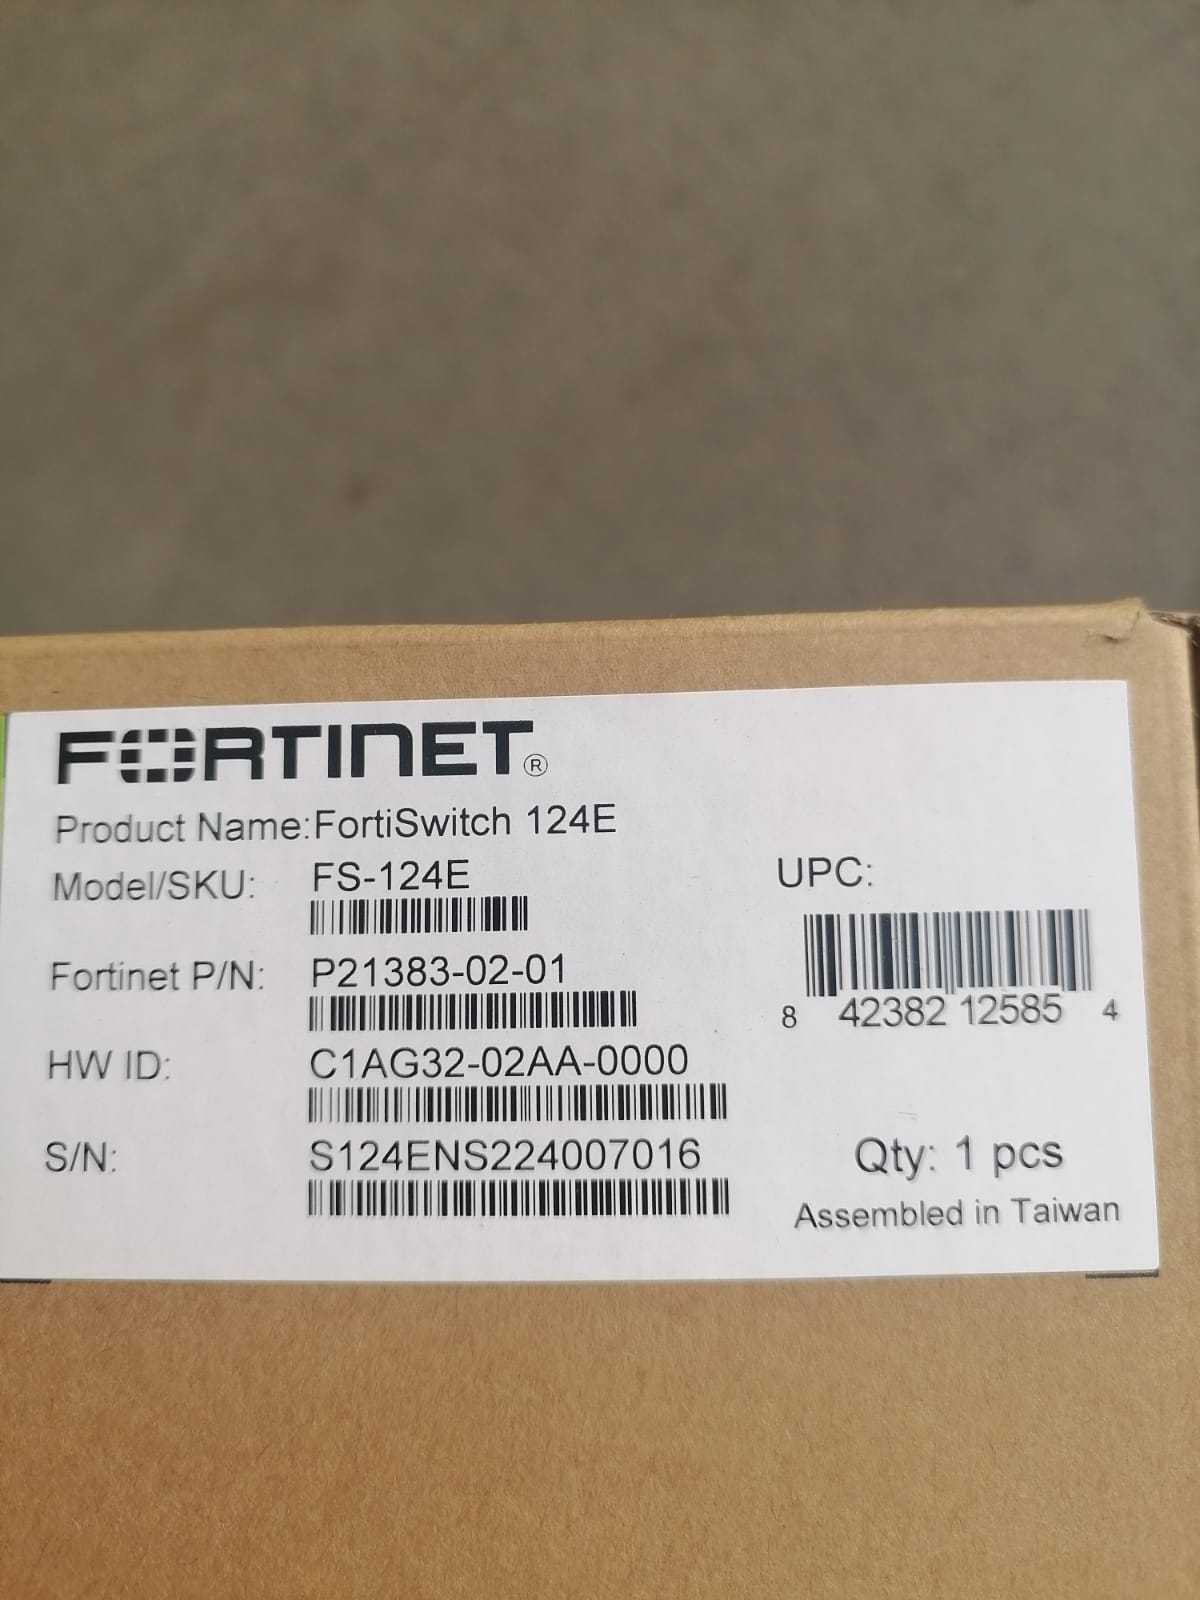 FORTINET®
Product Name:FortiSwitch 124E
Model/SKU: FS-124E
Fortinet P/N: P21383-02-01
HW ID: C1AG32-02AA-0000
S/N: S124ENS224007016
UPC:
8 42382 12585 4
Qty: 1 pcs
Assembled in Taiwan